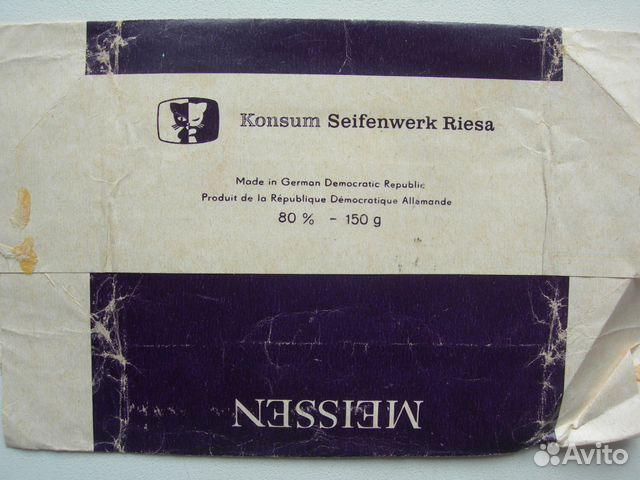 Konsum Seifenwerk Riesa
Made in German Democratic Republic
Produit de la République Démocratique Allemande
80 % - 150 g
MEISSEN
Avito